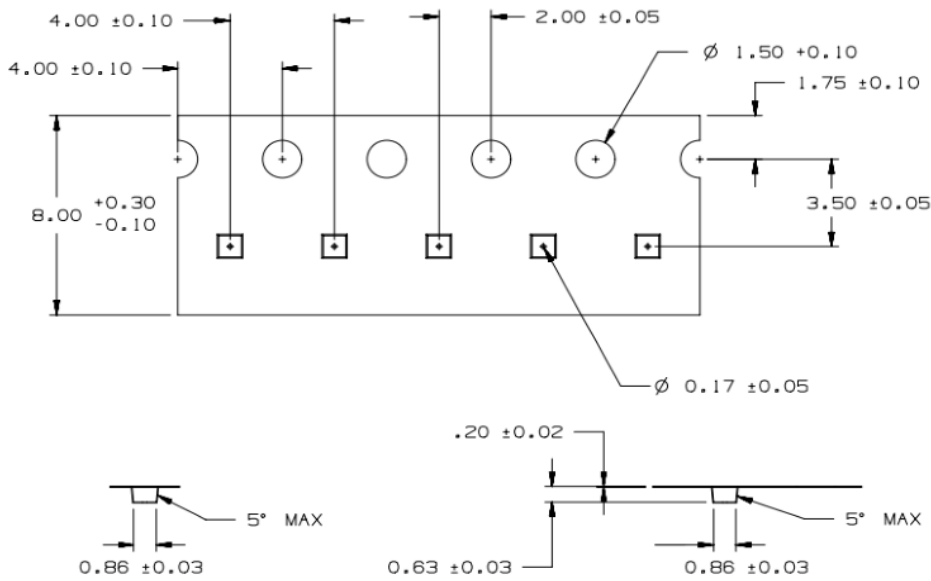 4.00 ±0.10
2.00 ±0.05
Ø 1.50 +0.10
4.00 ±0.10
1.75 ±0.10
8.00 +0.30
-0.10
3.50 ±0.05
Ø 0.17 ±0.05
.20 ±0.02
5° MAX
5° MAX
0.86 ±0.03
0.63 ±0.03
0.86 ±0.03